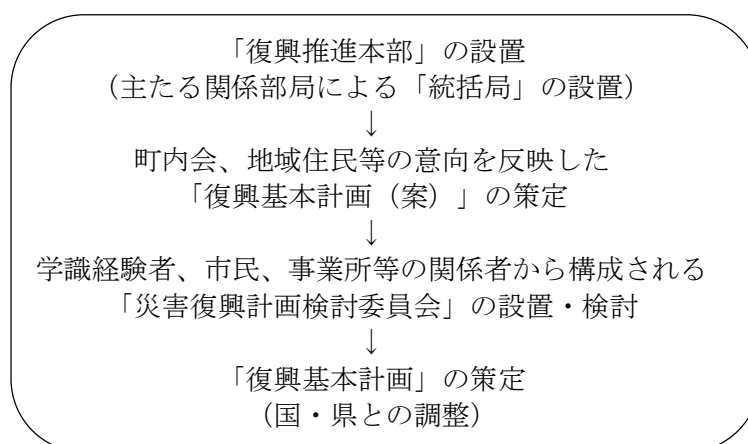 「復興推進本部」の設置
（主たる関係部局による「統括局」の設置）
↓
町内会、地域住民等の意向を反映した
「復興基本計画（案）」の策定
↓
学識経験者、市民、事業所等の関係者から構成される
「災害復興計画検討委員会」の設置・検討
↓
「復興基本計画」の策定
（国・県との調整）